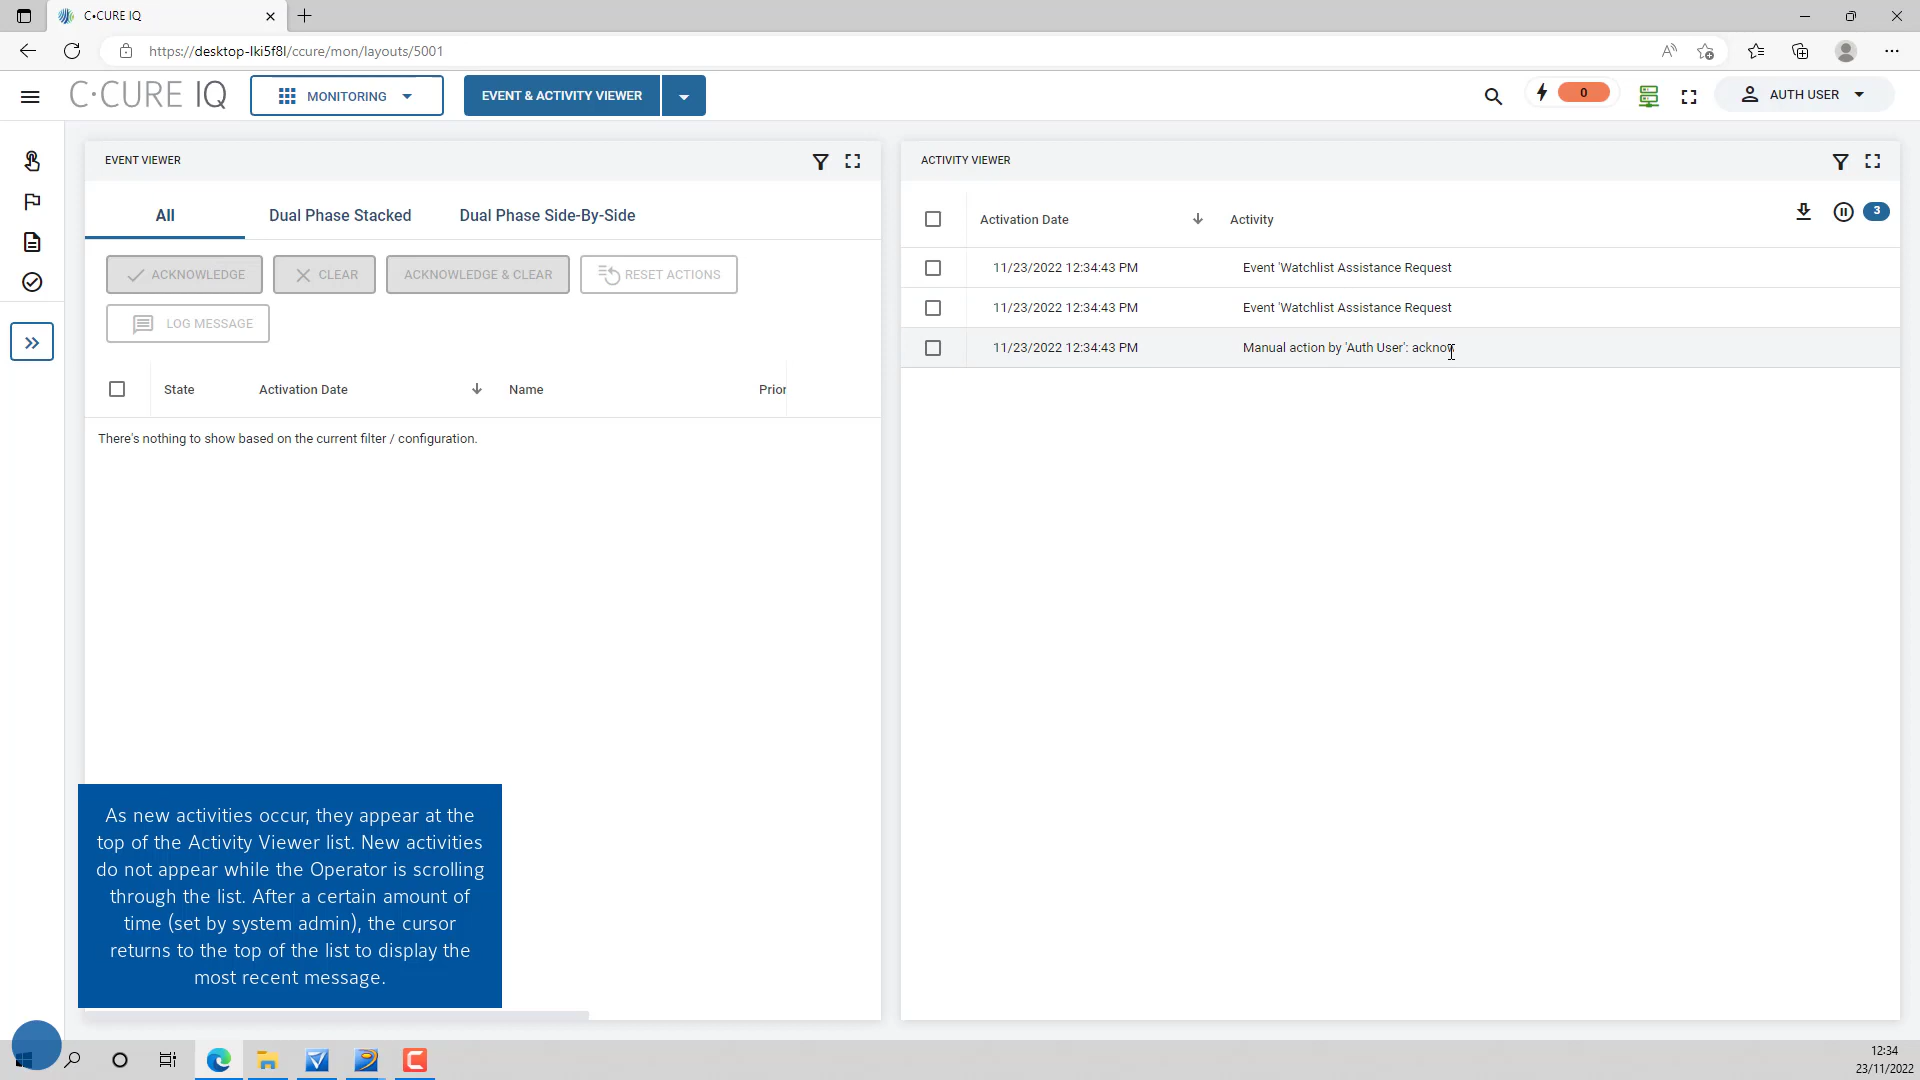 C•CURE IQ
https://desktop-lki5f8l/ccure/mon/layouts/5001
C•CURE IQ
MONITORING
EVENT & ACTIVITY VIEWER
0
AUTH USER
EVENT VIEWER
All
Dual Phase Stacked
Dual Phase Side-By-Side
ACKNOWLEDGE
CLEAR
ACKNOWLEDGE & CLEAR
RESET ACTIONS
LOG MESSAGE
State
Activation Date
Name
Prior
There's nothing to show based on the current filter / configuration.
ACTIVITY VIEWER
Activation Date
Activity
3
11/23/2022 12:34:43 PM
Event 'Watchlist Assistance Request
11/23/2022 12:34:43 PM
Event 'Watchlist Assistance Request
11/23/2022 12:34:43 PM
Manual action by 'Auth User': acknow
As new activities occur, they appear at the
top of the Activity Viewer list. New activities
do not appear while the Operator is scrolling
through the list. After a certain amount of
time (set by system admin), the cursor
returns to the top of the list to display the
most recent message.
12:34
23/11/2022